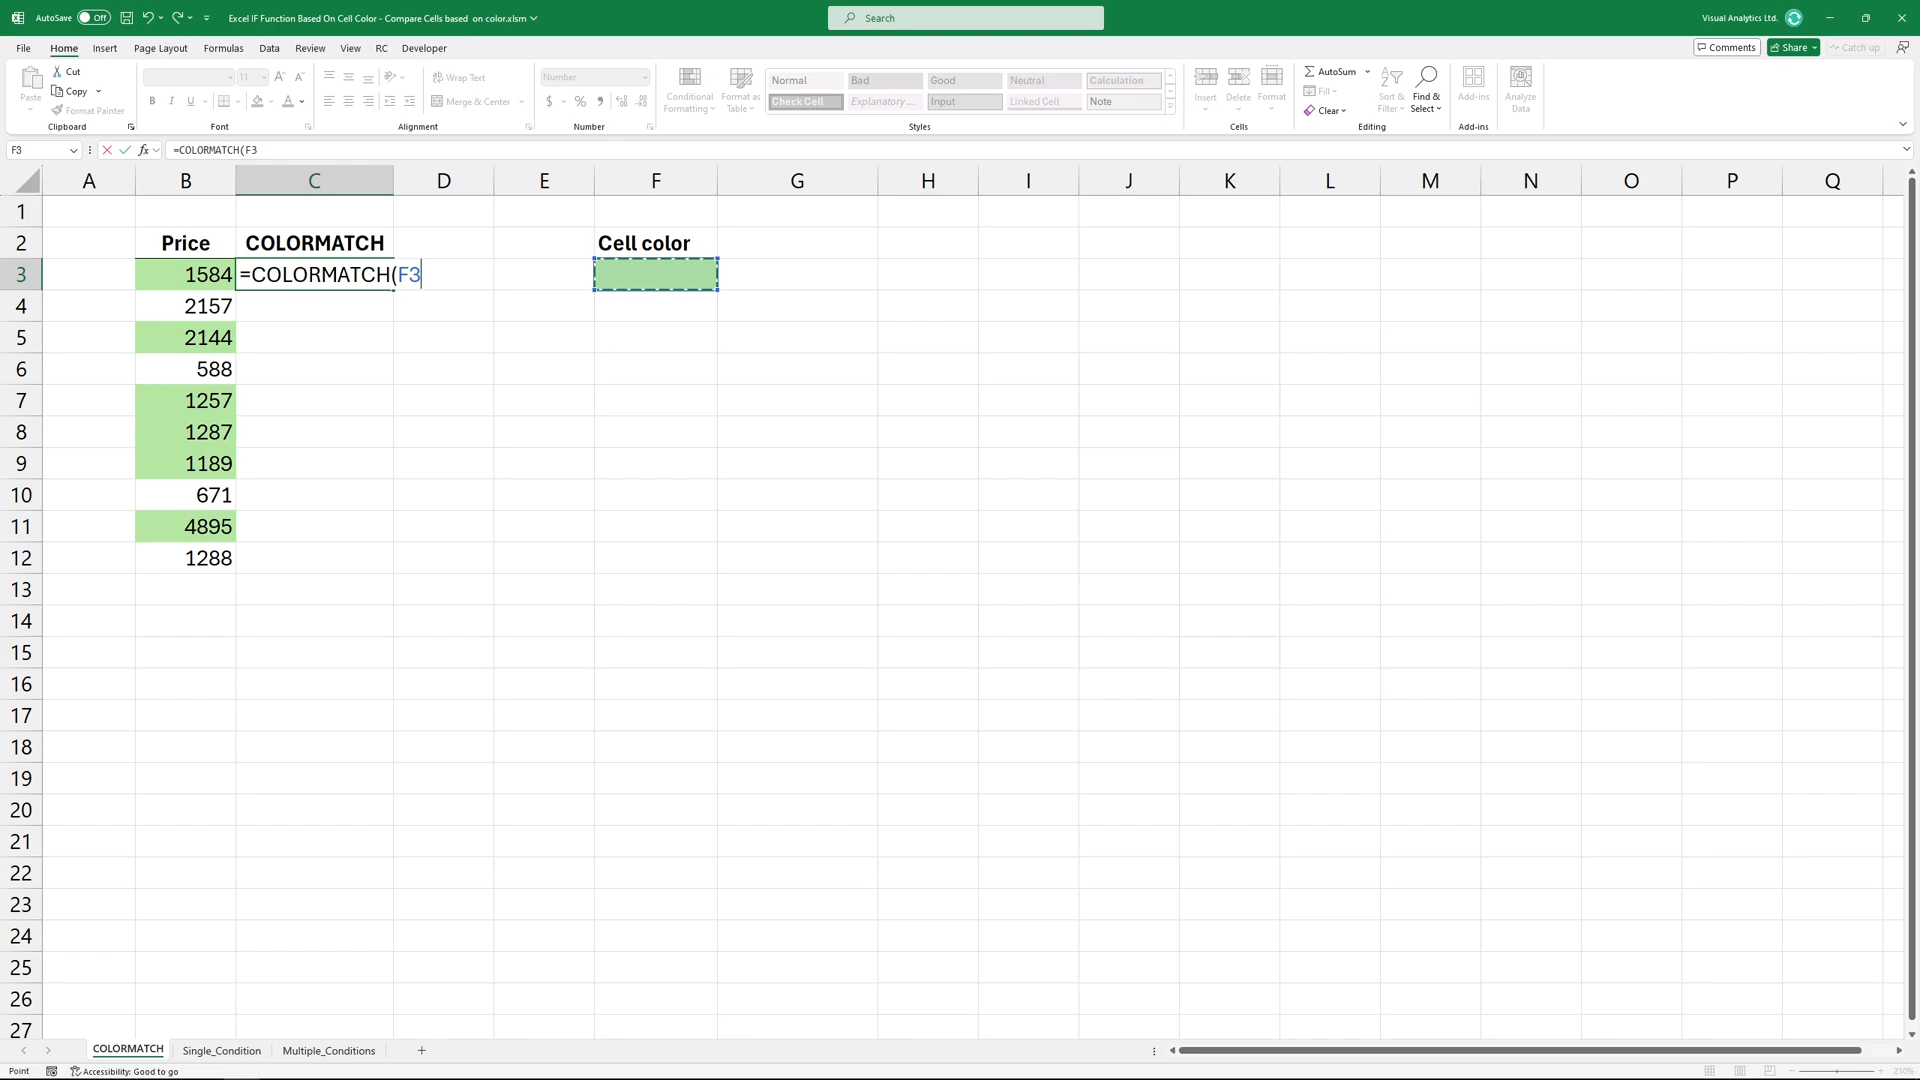 AutoSave Off Excel IF Function Based On Cell Color - Compare Cells based on color.xlsm Search Visual Analytics Ltd.
File Home Insert Page Layout Formulas Data Review View RC Developer Comments Share Catch up
Paste Cut Copy Format Painter Clipboard
11 A A B I U A Font
Wrap Text Merge & Center Alignment
Number $ % Number
Conditional Formatting Format as Table Normal Bad Good Neutral Calculation
Check Cell Explanatory... Input Linked Cell Note Styles
Insert Delete Format Cells
AutoSum Fill Clear Sort & Filter Find & Select Editing
Add-ins Add-ins
Analyze Data
F3 fx =COLORMATCH(F3
A B C D E F G H I J K L M N O P Q
1
2 Price COLORMATCH Cell color
3 1584 =COLORMATCH(F3
4 2157
5 2144
6 588
7 1257
8 1287
9 1189
10 671
11 4895
12 1288
13
14
15
16
17
18
19
20
21
22
23
24
25
26
27
COLORMATCH Single_Condition Multiple_Conditions +
Point Accessibility: Good to go 210%